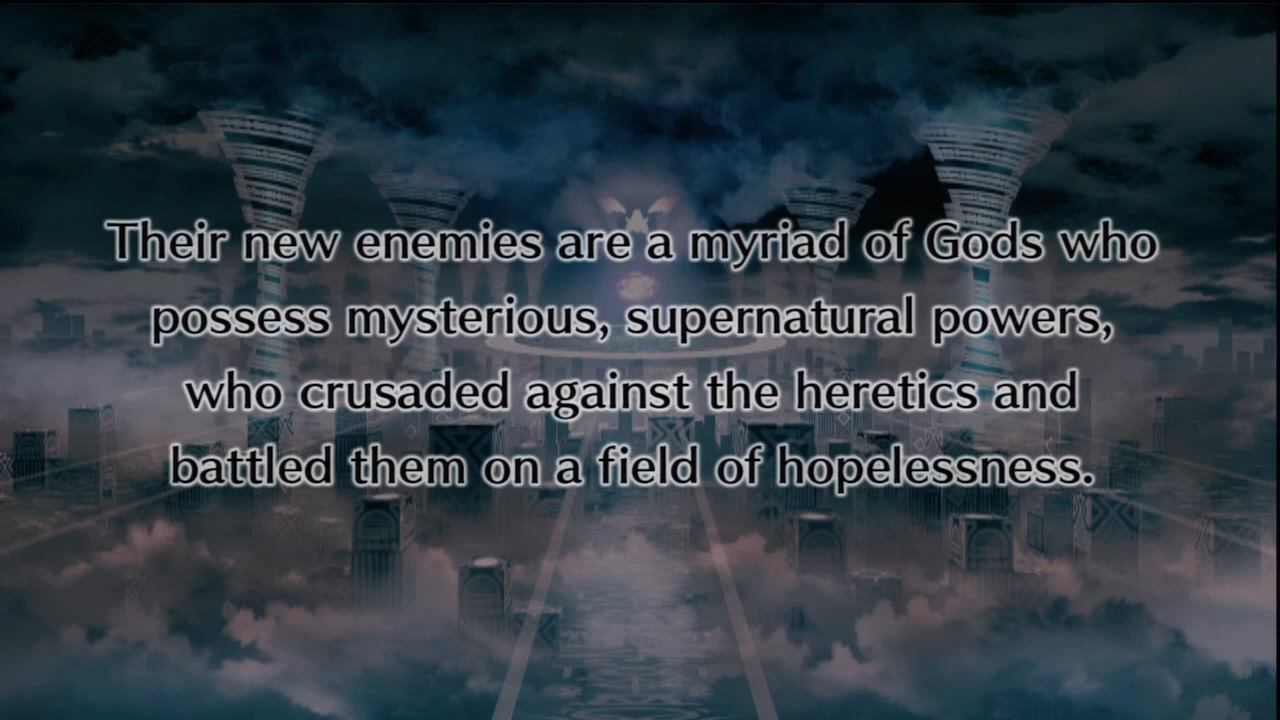 Their new enemies are a myriad of Gods who
possess mysterious, supernatural powers,
who crusaded against the heretics and
battled them on a field of hopelessness.